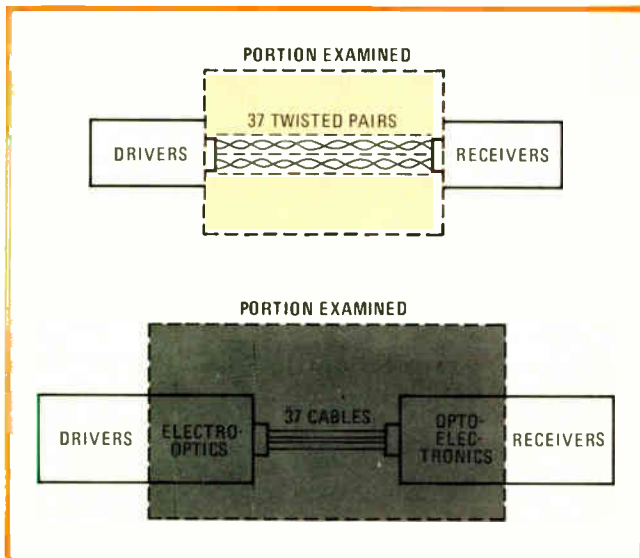 PORTION EXAMINED
37 TWISTED PAIRS
DRIVERS
RECEIVERS
PORTION EXAMINED
37 CABLES
DRIVERS
ELECTRO-
OPTICS
OPTO-
ELEC-
TRONICS
RECEIVERS